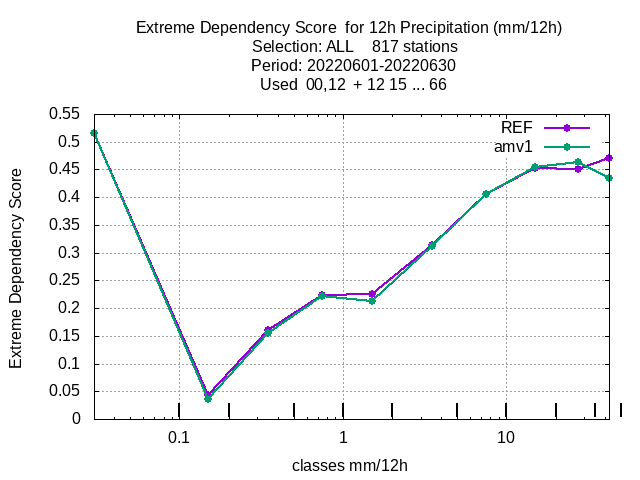 Extreme Dependency Score  for 12h Precipitation (mm/12h)
Selection: ALL    817 stations
Period: 20220601-20220630
Used  00,12  + 12 15 ... 66
REF
amv1
0.55
0.5
0.45
0.4
0.35
0.3
0.25
0.2
0.15
0.1
0.05
0
Extreme Dependency Score
0.1
1
10
classes mm/12h